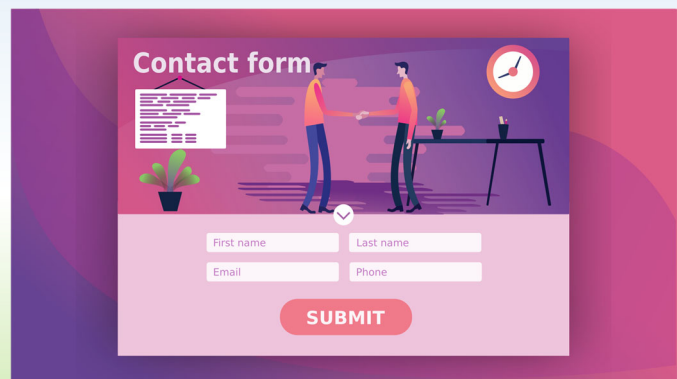 Contact form
First name
Last name
Email
Phone
SUBMIT